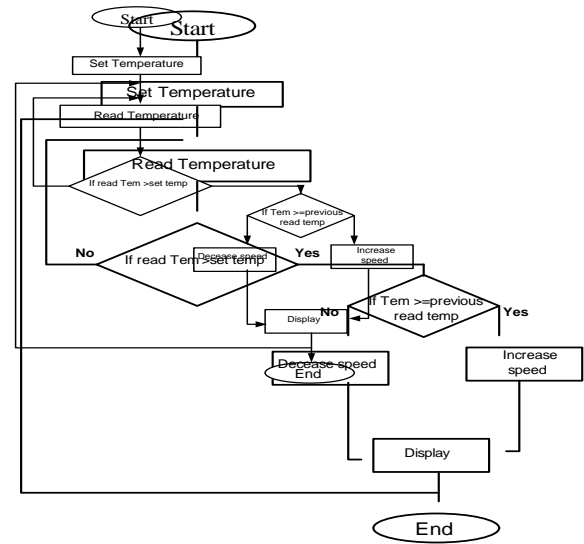 Start
Start
Set Temperature
Set Temperature
Read Temperature
Read Temperature
If read Tem >set temp
If Tem >=previous
read temp
No
If read Tem >set temp
Decease speed
Yes
Increase
speed
If Tem >=previous
read temp
No
Yes
Display
Decease speed
End
Increase
speed
Display
End